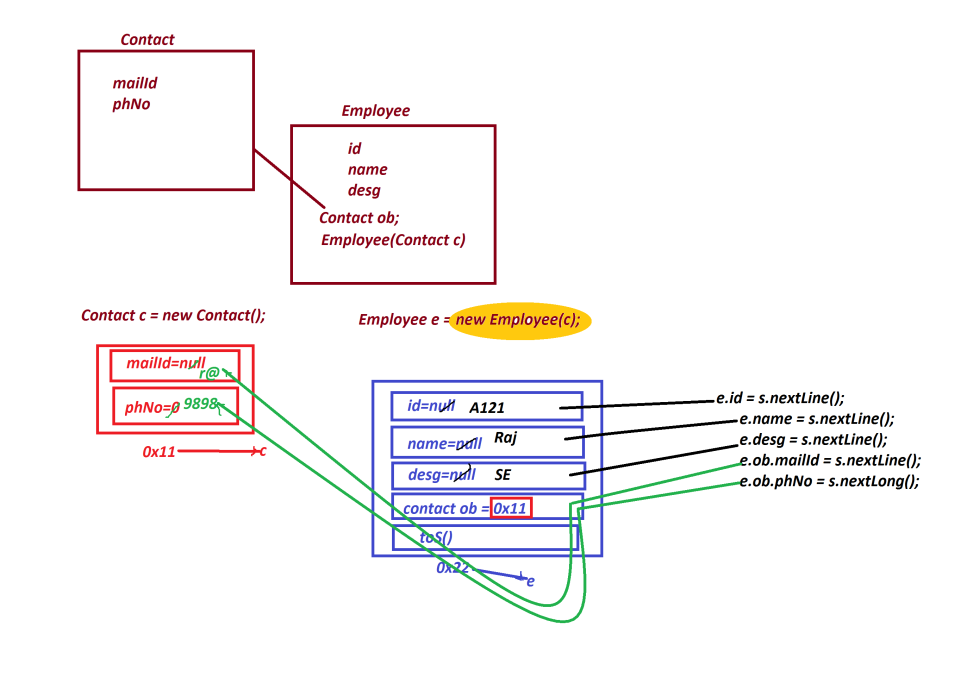 Contact
mailId
phNo
Employee
id
name
desg
Contact ob;
Employee(Contact c)
Contact c = new Contact();
Employee e = new Employee(c);
mailId=null r@
phNo=0 9898
0x11 c
id=null A121
name=null Raj
desg=null SE
contact ob = 0x11
toS()
0x22 e
e.id = s.nextLine();
e.name = s.nextLine();
e.desg = s.nextLine();
e.ob.mailId = s.nextLine();
e.ob.phNo = s.nextLong();